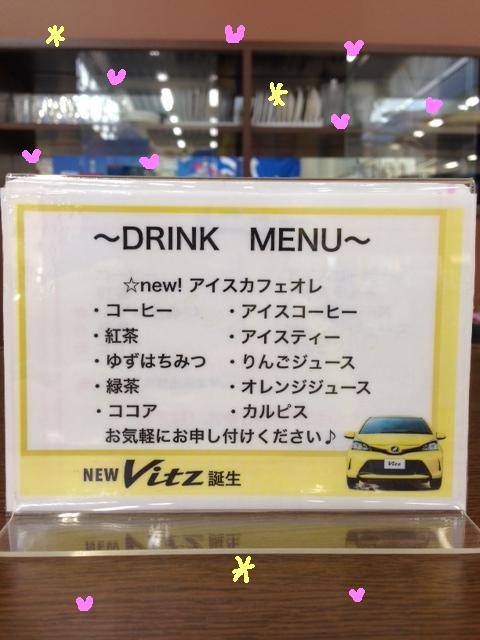 ～DRINK MENU～
☆new! アイスカフェオレ
・コーヒー ・アイスコーヒー
・紅茶 ・アイスティー
・ゆずはちみつ ・りんごジュース
・緑茶 ・オレンジジュース
・ココア ・カルピス
お気軽にお申し付けください♪
NEW Vitz 誕生
Vitz